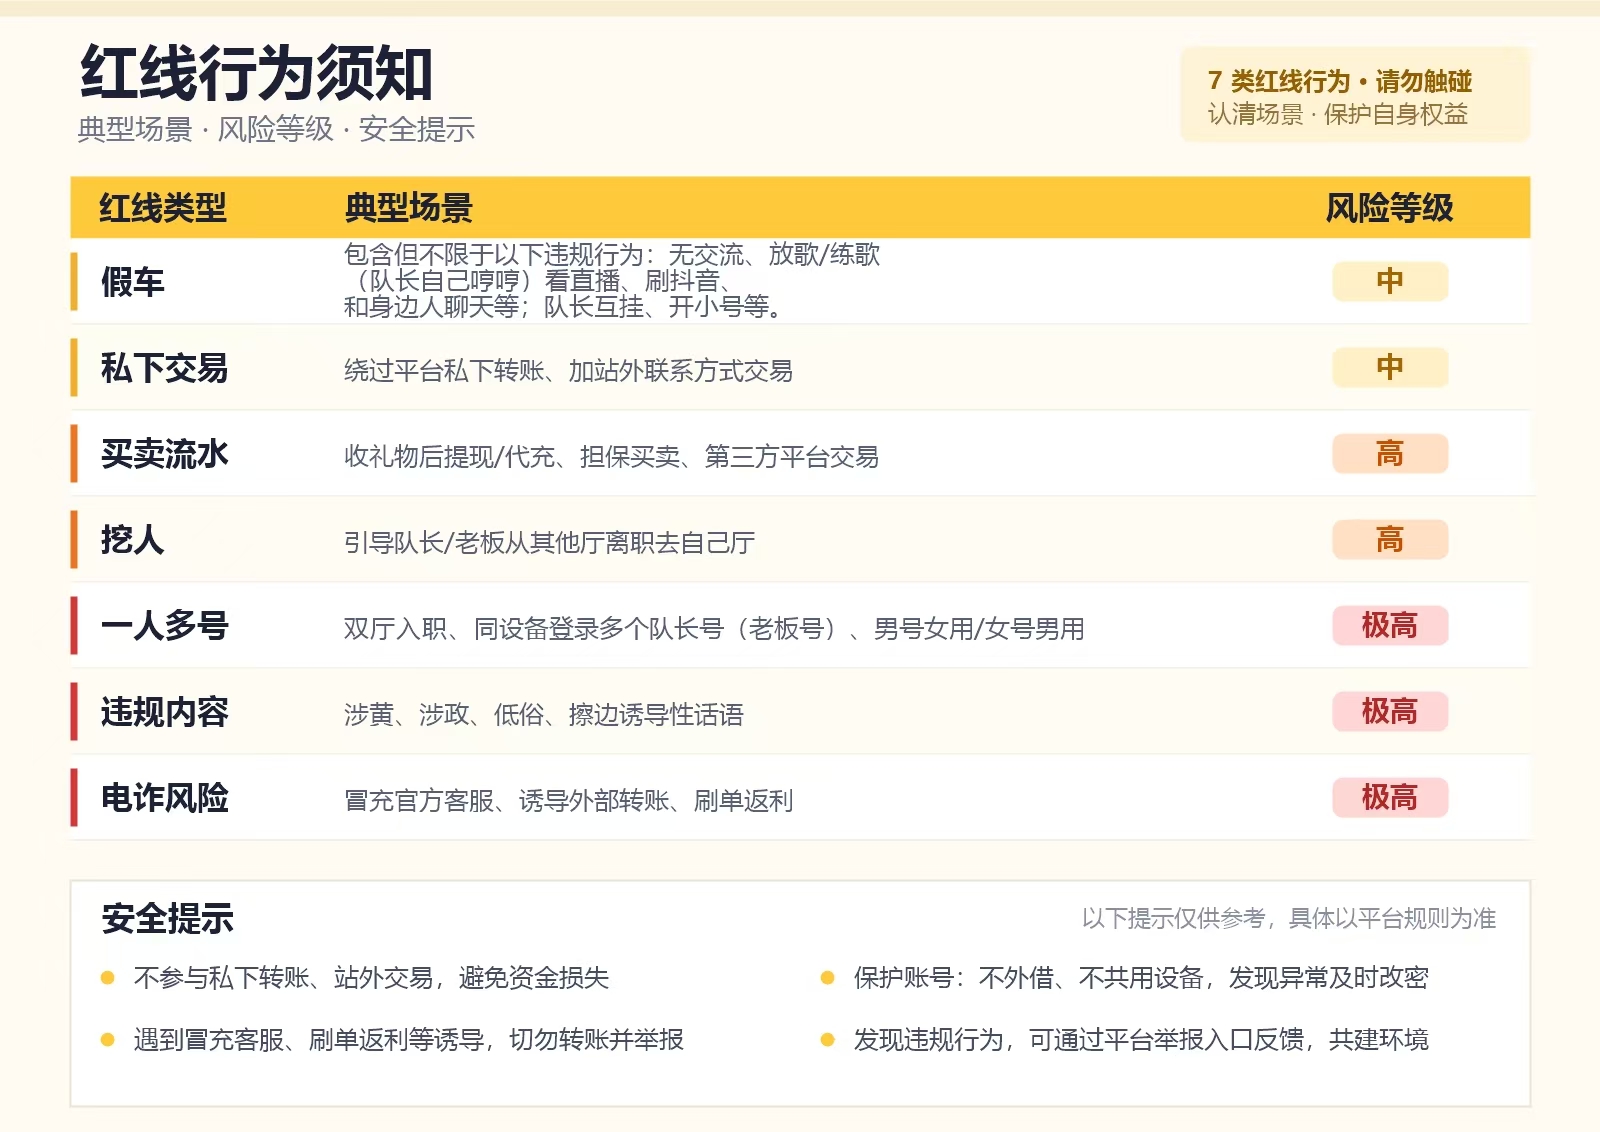 红线行为须知
典型场景 · 风险等级 · 安全提示
7 类红线行为 · 请勿触碰
认清场景 · 保护自身权益
红线类型 典型场景 风险等级
包含但不限于以下违规行为：无交流、放歌/练歌
假车 （队长自己哼哼）看直播、刷抖音、 中
和身边人聊天等；队长互挂、开小号等。
私下交易 绕过平台私下转账、加站外联系方式交易 中
买卖流水 收礼物后提现/代充、担保买卖、第三方平台交易 高
挖人 引导队长/老板从其他厅离职去自己厅 高
一人多号 双厅入职、同设备登录多个队长号（老板号）、男号女用/女号男用 极高
违规内容 涉黄、涉政、低俗、擦边诱导性话语 极高
电诈风险 冒充官方客服、诱导外部转账、刷单返利 极高
安全提示 以下提示仅供参考，具体以平台规则为准
不参与私下转账、站外交易，避免资金损失
保护账号：不外借、不共用设备，发现异常及时改密
遇到冒充客服、刷单返利等诱导，切勿转账并举报
发现违规行为，可通过平台举报入口反馈，共建环境